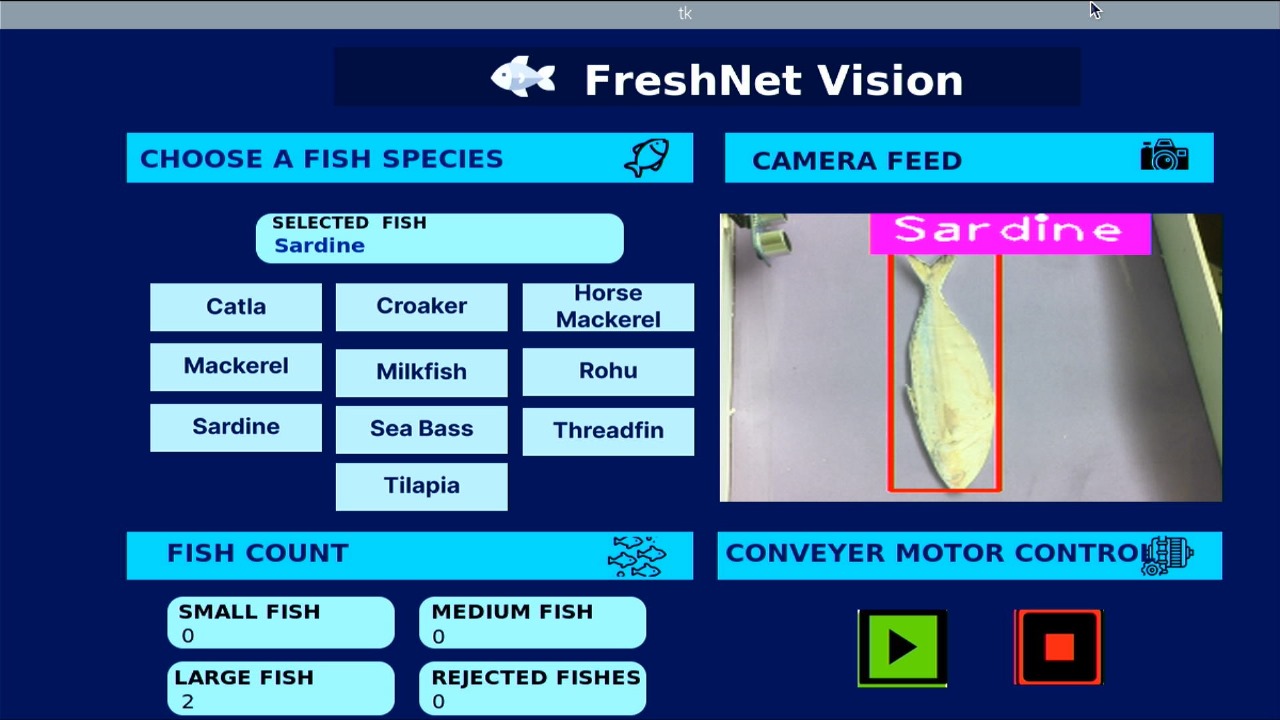 tk
FreshNet Vision
CHOOSE A FISH SPECIES
SELECTED FISH
Sardine
Catla
Croaker
Horse
Mackerel
Mackerel
Milkfish
Rohu
Sardine
Sea Bass
Threadfin
Tilapia
CAMERA FEED
Sardine
FISH COUNT
SMALL FISH
0
MEDIUM FISH
0
LARGE FISH
2
REJECTED FISHES
0
CONVEYER MOTOR CONTROL